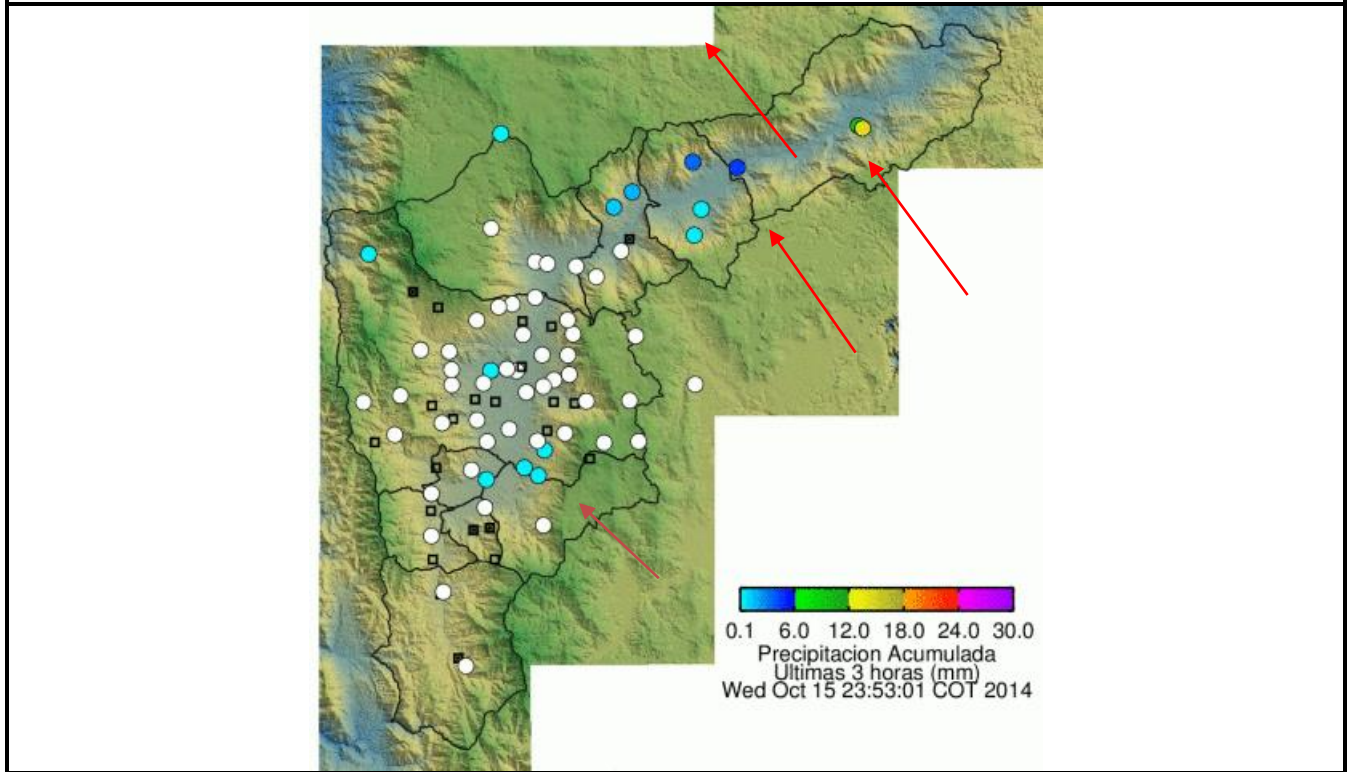 0.1 6.0 12.0 18.0 24.0 30.0
Precipitacion Acumulada
Ultimas 3 horas (mm)
Wed Oct 15 23:53:01 COT 2014